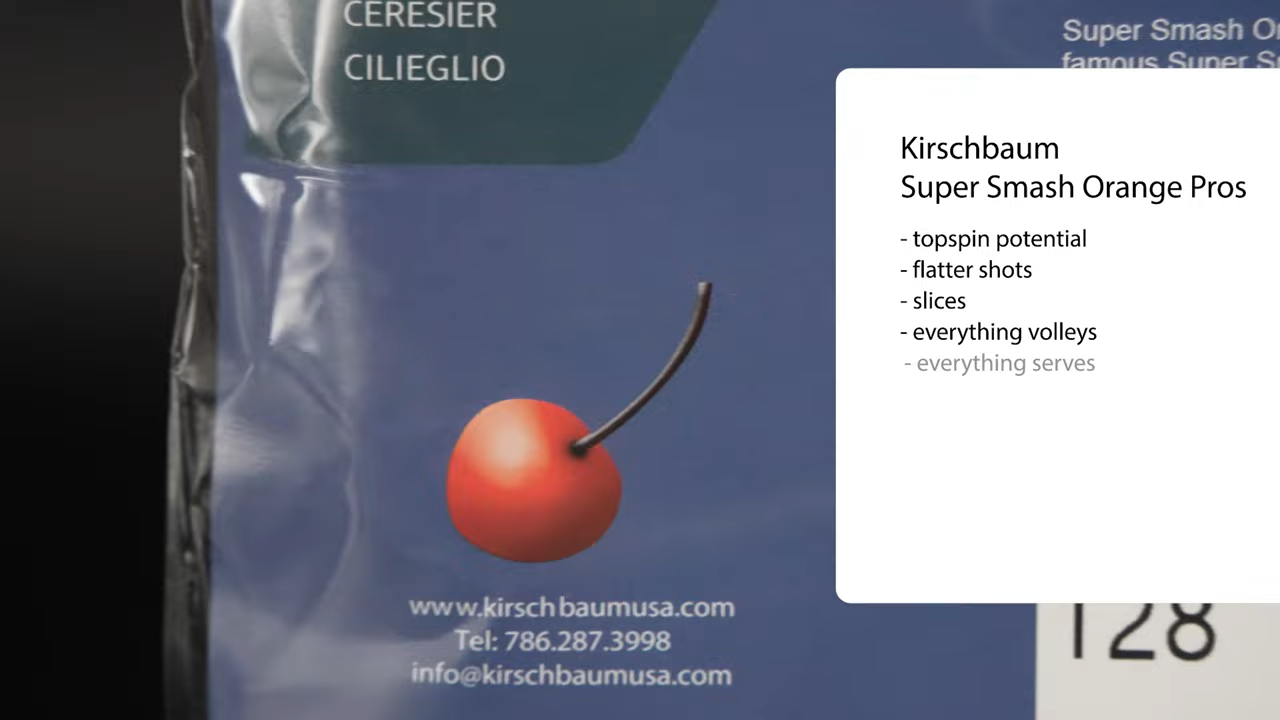 CERESIER
CILIEGLIO
Super Smash
famous Super
Kirschbaum
Super Smash Orange Pros
- topspin potential
- flatter shots
- slices
- everything volleys
- everything serves
www.kirschbaumusa.com
Tel: 786.287.3998
info@kirschbaumusa.com
128